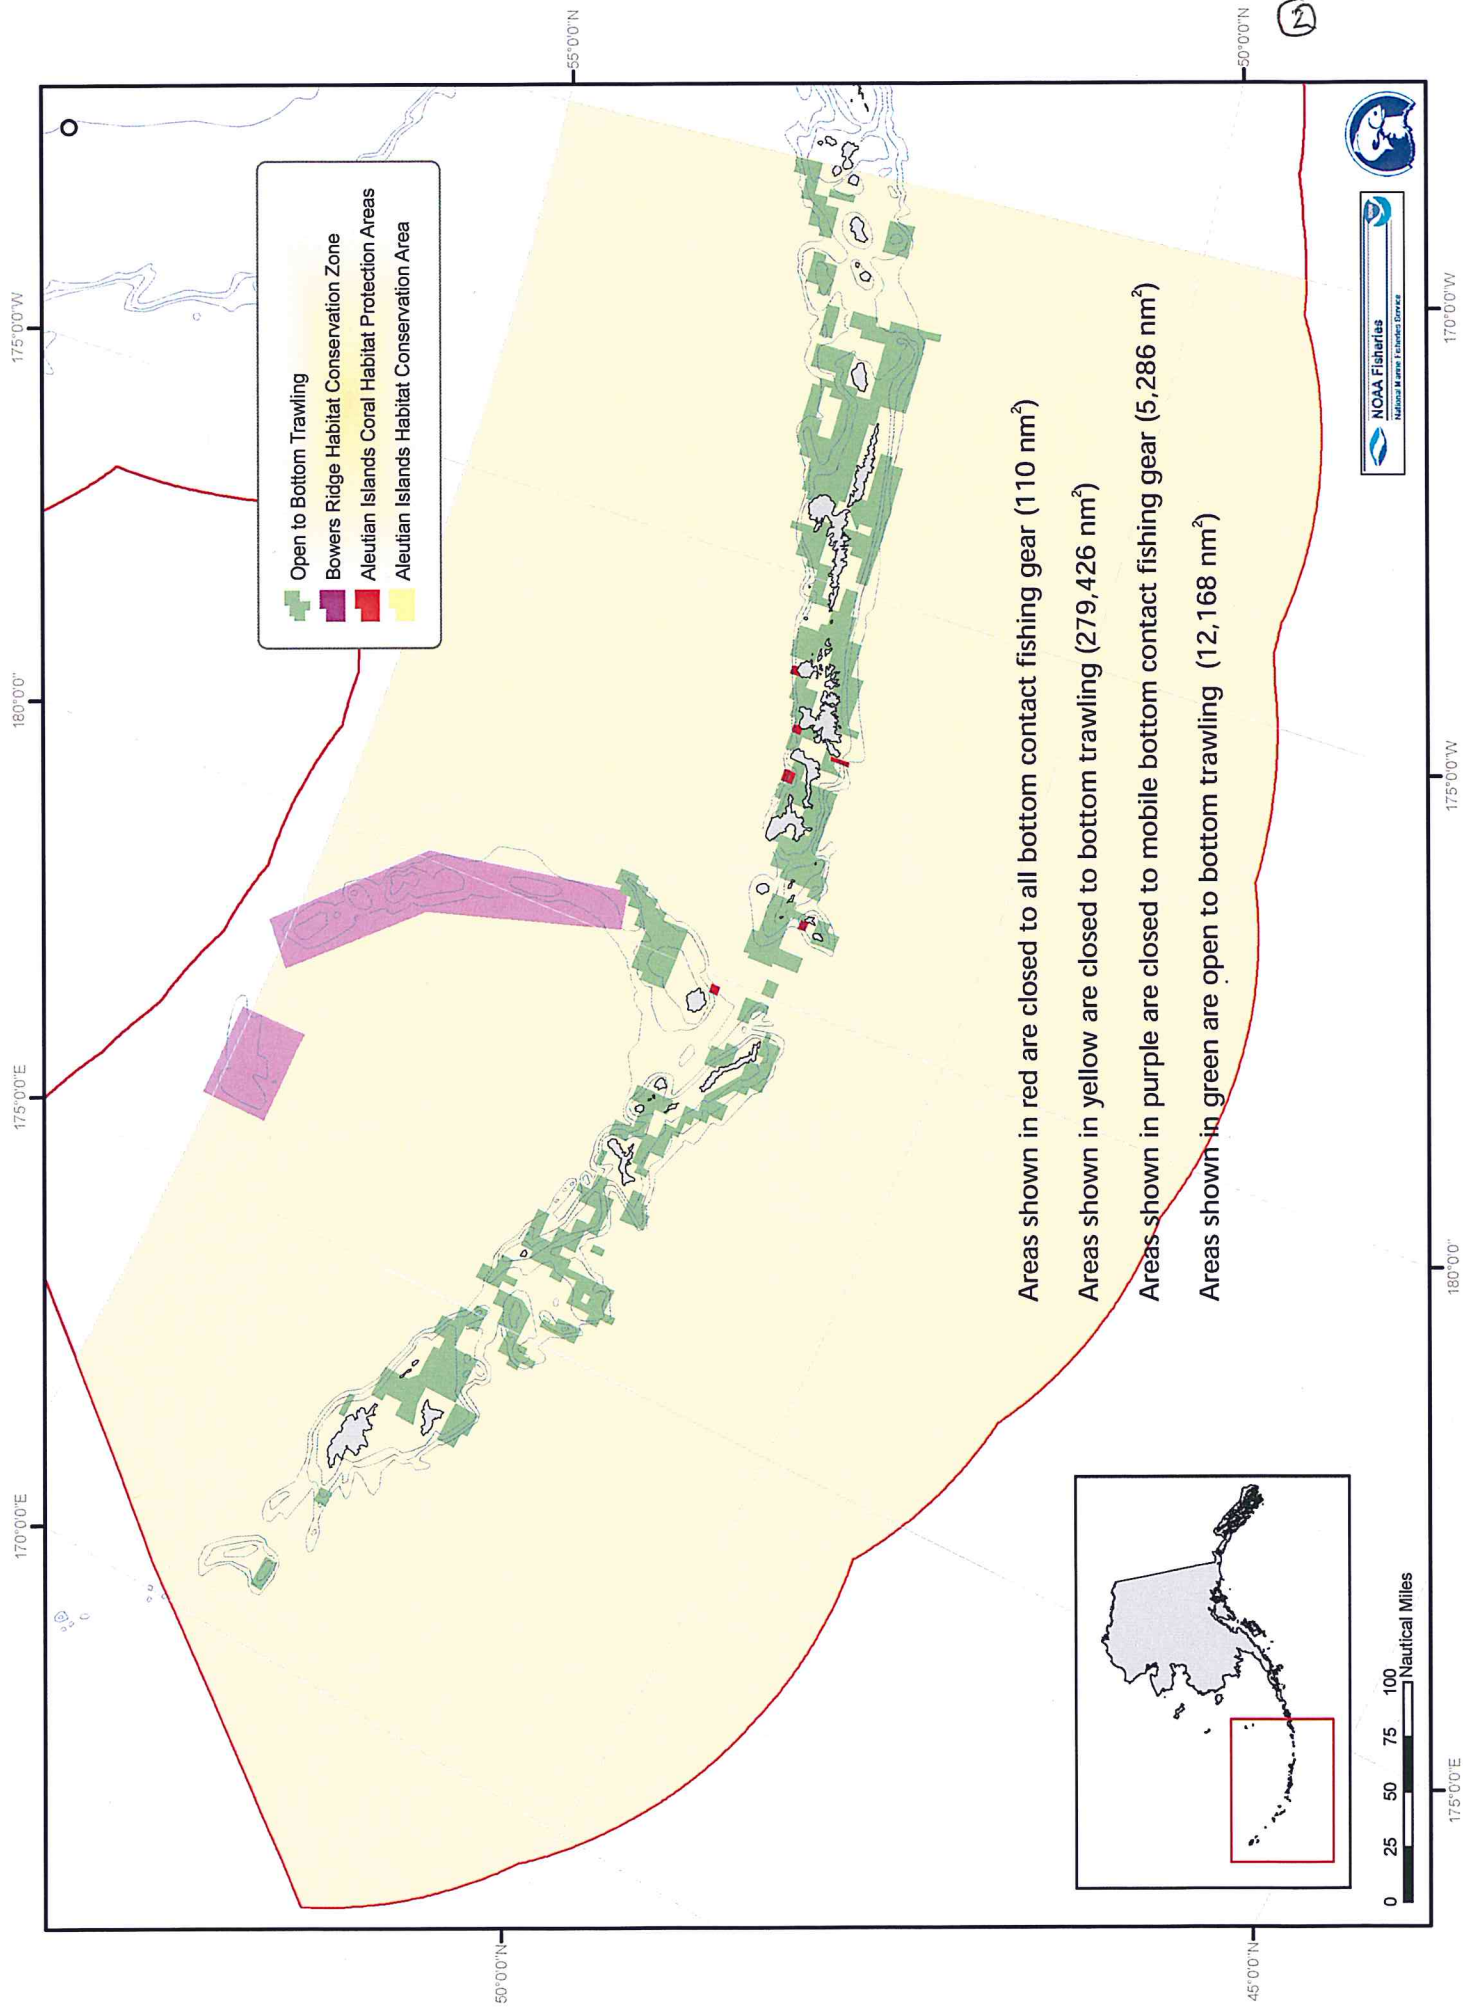 175°0'0"W
180°0'0"
175°0'0"E
170°0'0"E
55°0'0"N
50°0'0"N
50°0'0"N
45°0'0"N
Open to Bottom Trawling
Bowers Ridge Habitat Conservation Zone
Aleutian Islands Coral Habitat Protection Areas
Aleutian Islands Habitat Conservation Area
Areas shown in red are closed to all bottom contact fishing gear (110 nm²)
Areas shown in yellow are closed to bottom trawling (279,426 nm²)
Areas shown in purple are closed to mobile bottom contact fishing gear (5,286 nm²)
Areas shown in green are open to bottom trawling (12,168 nm²)
0 25 50 75 100
Nautical Miles
NOAA Fisheries
National Marine Fisheries Service
175°0'0"E
180°0'0"
175°0'0"W
170°0'0"W
2